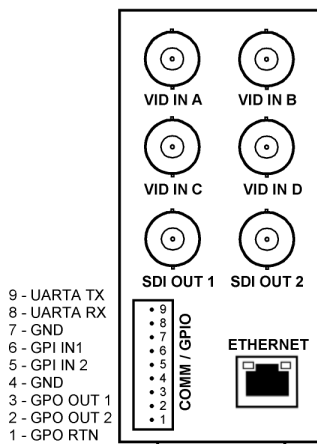 VID IN A VID IN B
VID IN C VID IN D
SDI OUT 1 SDI OUT 2
9 - UARTA TX
8 - UARTA RX
7 - GND
6 - GPI IN1
5 - GPI IN 2
4 - GND
3 - GPO OUT 1
2 - GPO OUT 2
1 - GPO RTN
9
8
7
6
5
4
3
2
1
COMM / GPIO
ETHERNET